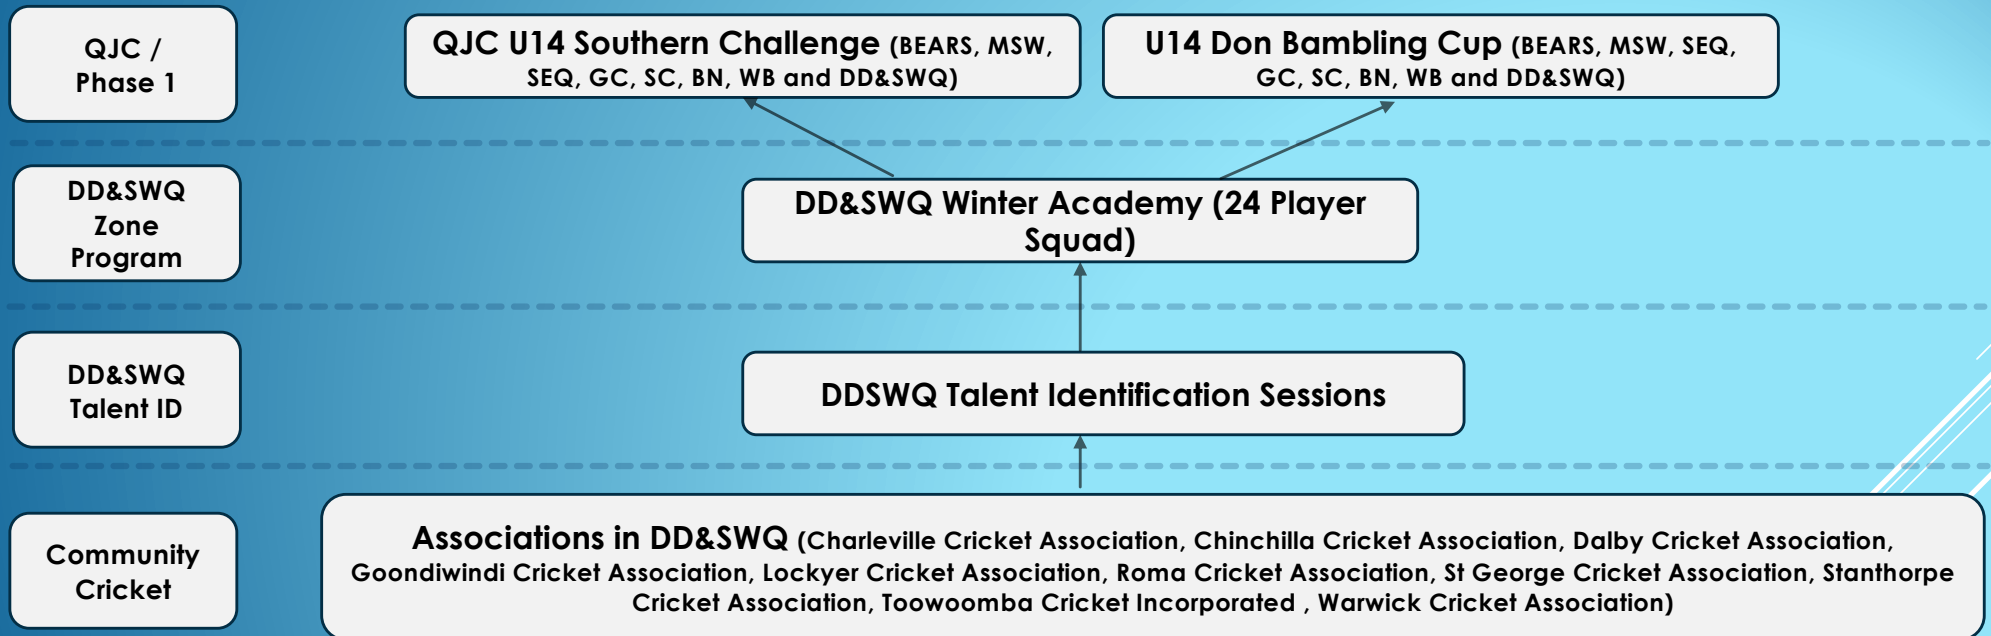 QJC /
Phase 1
QJC U14 Southern Challenge (BEARS, MSW,
SEQ, GC, SC, BN, WB and DD&SWQ)
U14 Don Bambling Cup (BEARS, MSW, SEQ,
GC, SC, BN, WB and DD&SWQ)
DD&SWQ
Zone
Program
DD&SWQ Winter Academy (24 Player
Squad)
DD&SWQ
Talent ID
DDSWQ Talent Identification Sessions
Community
Cricket
Associations in DD&SWQ (Charleville Cricket Association, Chinchilla Cricket Association, Dalby Cricket Association,
Goondiwindi Cricket Association, Lockyer Cricket Association, Roma Cricket Association, St George Cricket Association, Stanthorpe
Cricket Association, Toowoomba Cricket Incorporated , Warwick Cricket Association)